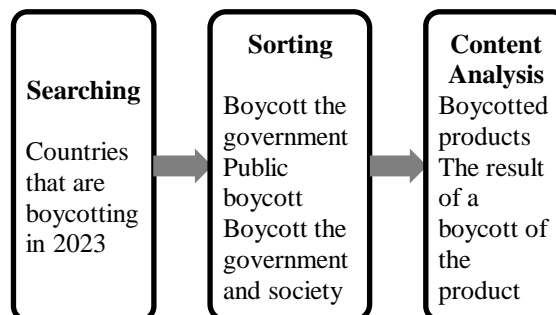 Searching
Countries
that are
boycotting
in 2023
Sorting
Boycott the
government
Public
boycott
Boycott the
government
and society
Content
Analysis
Boycotted
products
The result
of a
boycott of
the
product